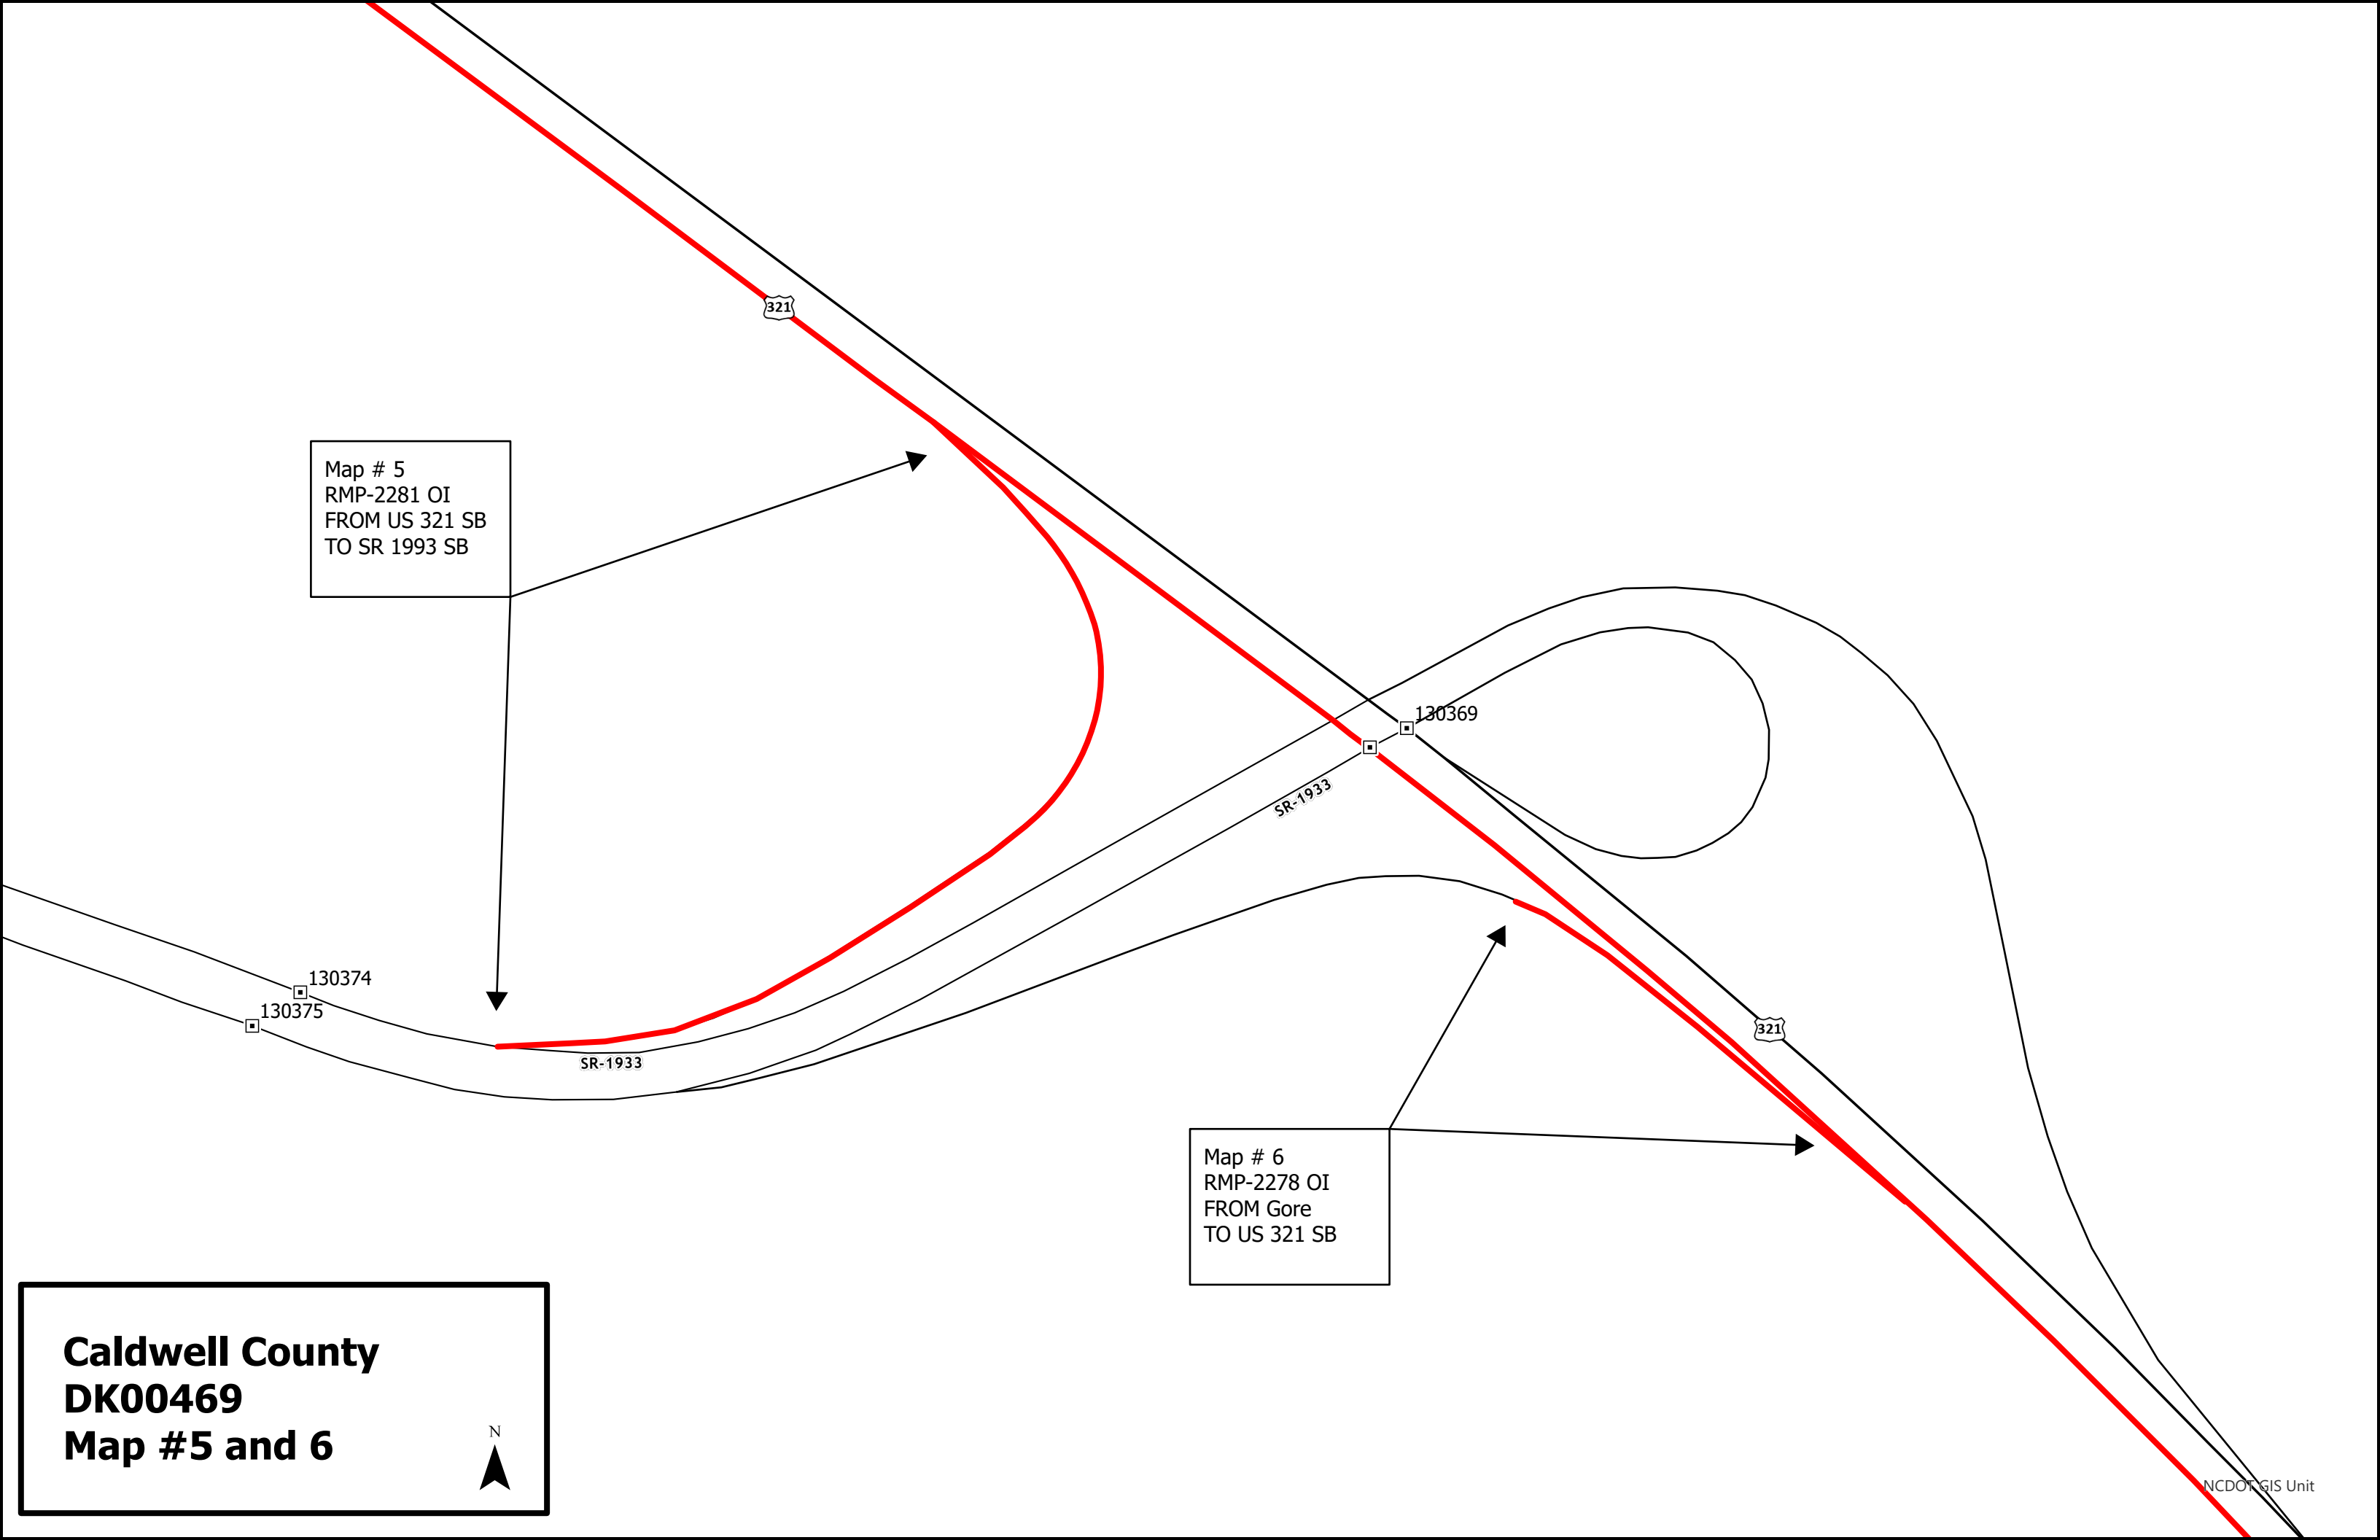 321
Map # 5
RMP-2281 OI
FROM US 321 SB
TO SR 1993 SB
130369
SR-1933
130374
130375
SR-1933
321
Map # 6
RMP-2278 OI
FROM Gore
TO US 321 SB
Caldwell County
DK00469
Map #5 and 6
N
NCDOT GIS Unit